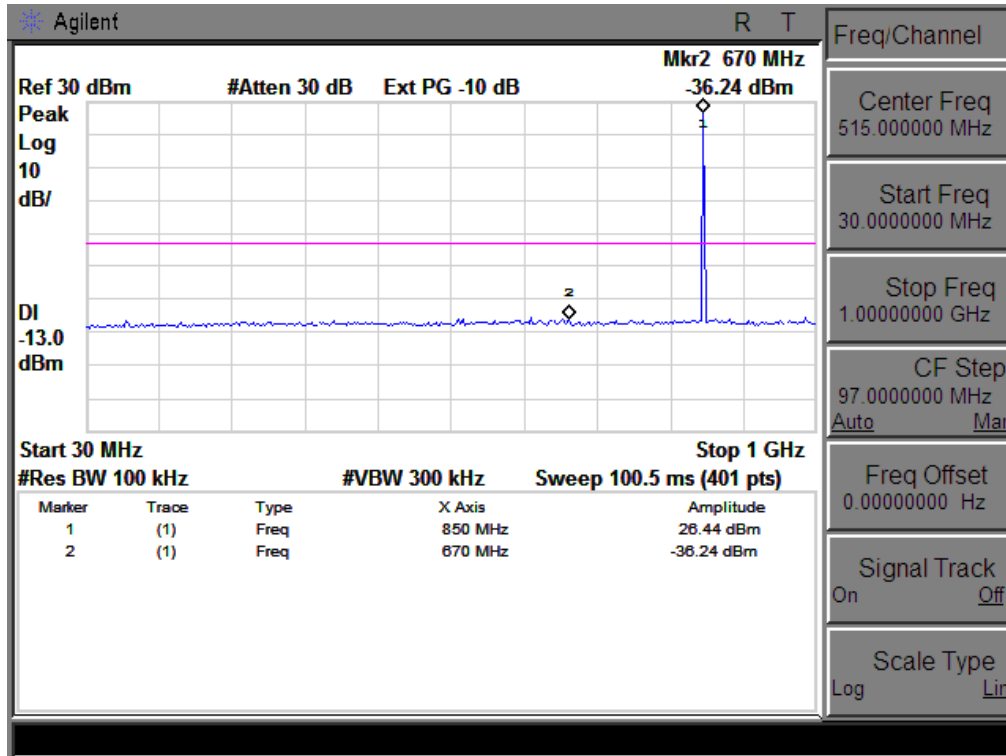 Agilent R T
Mkr2 670 MHz
Ref 30 dBm #Atten 30 dB Ext PG -10 dB -36.24 dBm
Peak
Log
10
dB/
1
2
DI
-13.0
dBm
Start 30 MHz Stop 1 GHz
#Res BW 100 kHz #VBW 300 kHz Sweep 100.5 ms (401 pts)
Marker Trace Type X Axis Amplitude
1 (1) Freq 850 MHz 26.44 dBm
2 (1) Freq 670 MHz -36.24 dBm
Freq/Channel
Center Freq
515.000000 MHz
Start Freq
30.0000000 MHz
Stop Freq
1.00000000 GHz
CF Step
97.0000000 MHz
Auto Man
Freq Offset
0.00000000 Hz
Signal Track
On Off
Scale Type
Log Lin